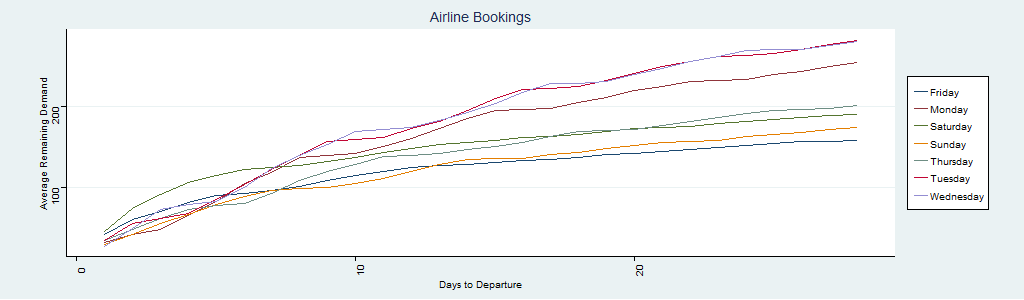 Airline Bookings
Average Remaining Demand
200
100
0
10
20
Days to Departure
Friday
Monday
Saturday
Sunday
Thursday
Tuesday
Wednesday